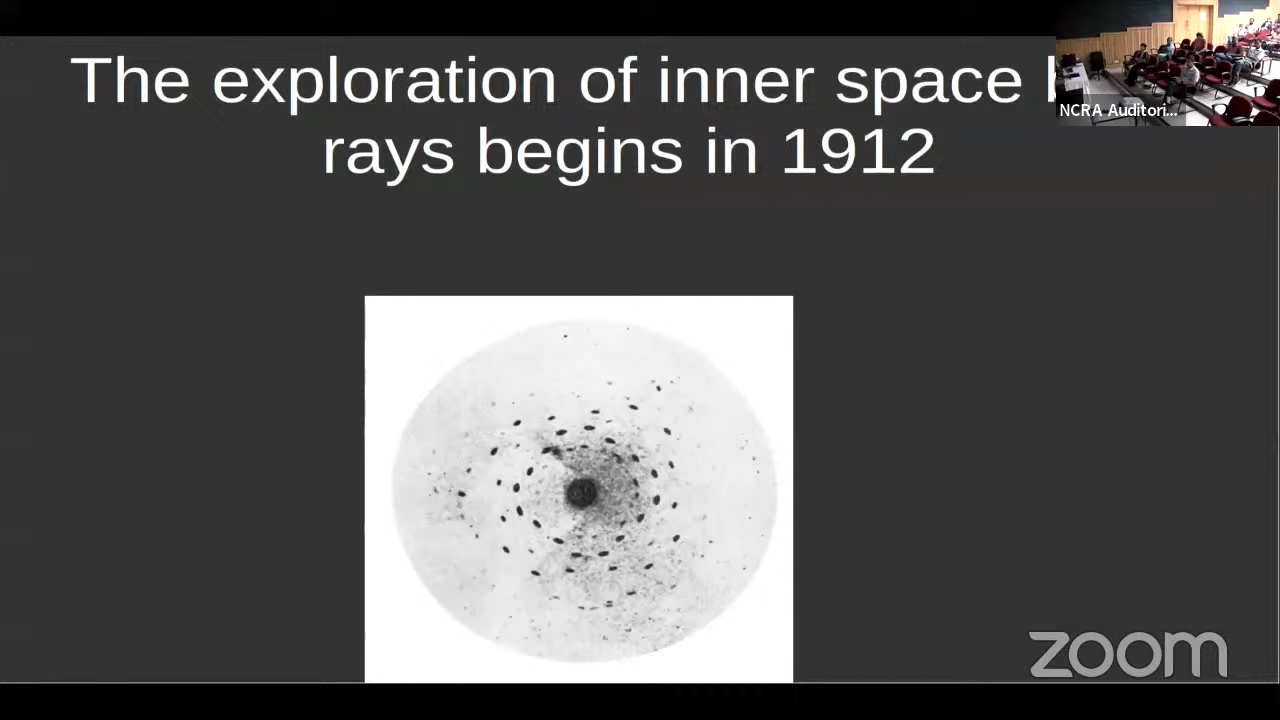 The exploration of inner space
rays begins in 1912
NCRA Auditori...
zoom